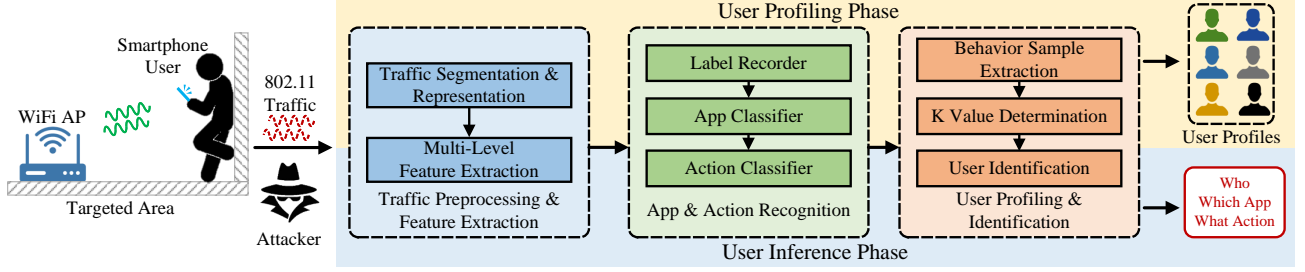 User Profiling Phase
Smartphone
User
802.11
Traffic
WiFi AP
Targeted Area
Attacker
Traffic Segmentation &
Representation
Multi-Level
Feature Extraction
Traffic Preprocessing &
Feature Extraction
Label Recorder
App Classifier
Action Classifier
App & Action Recognition
Behavior Sample
Extraction
K Value Determination
User Identification
User Profiling &
Identification
User Profiles
Who
Which App
What Action
User Inference Phase